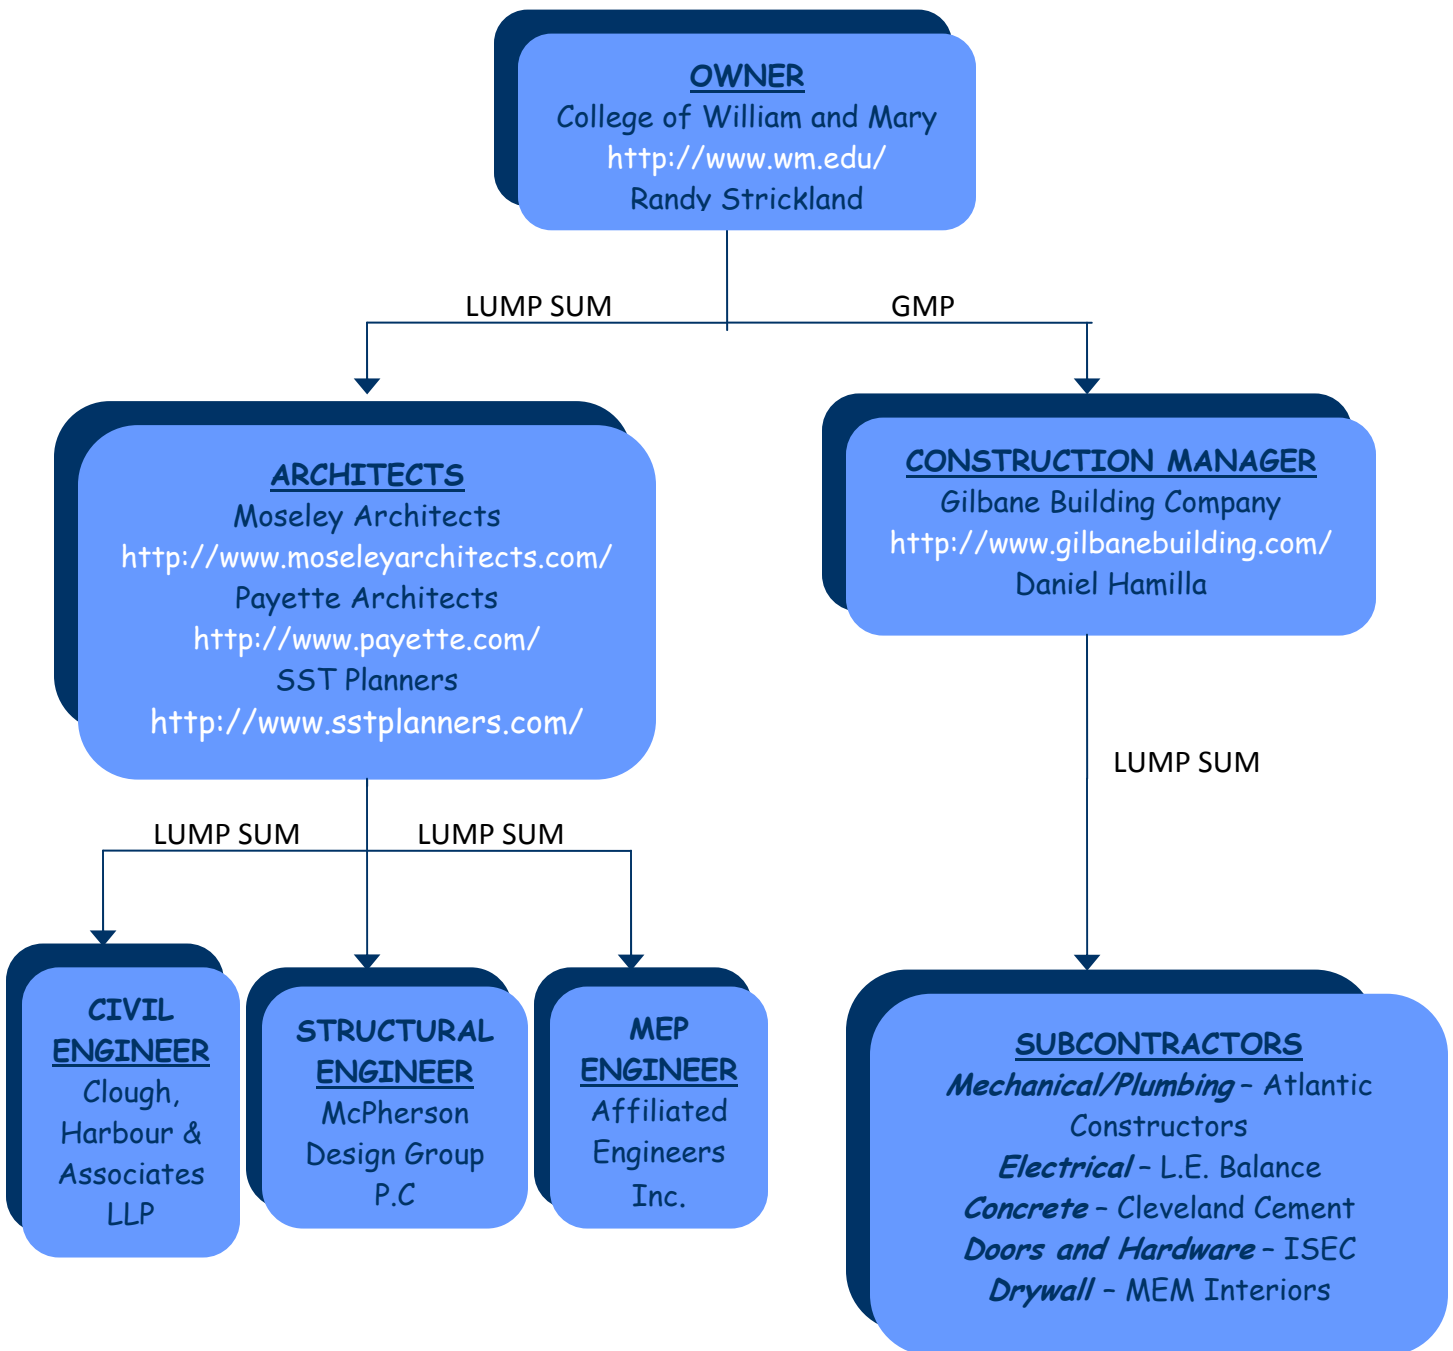 OWNER
College of William and Mary
http://www.wm.edu/
Randy Strickland
LUMP SUM
GMP
ARCHITECTS
Moseley Architects
http://www.moseleyarchitects.com/
Payette Architects
http://www.payette.com/
SST Planners
http://www.sstplanners.com/
CONSTRUCTION MANAGER
Gilbane Building Company
http://www.gilbanebuilding.com/
Daniel Hamilla
LUMP SUM
LUMP SUM
LUMP SUM
CIVIL
ENGINEER
Clough,
Harbour &
Associates
LLP
STRUCTURAL
ENGINEER
McPherson
Design Group
P.C
MEP
ENGINEER
Affiliated
Engineers
Inc.
SUBCONTRACTORS
Mechanical/Plumbing – Atlantic
Constructors
Electrical – L.E. Balance
Concrete – Cleveland Cement
Doors and Hardware – ISEC
Drywall – MEM Interiors